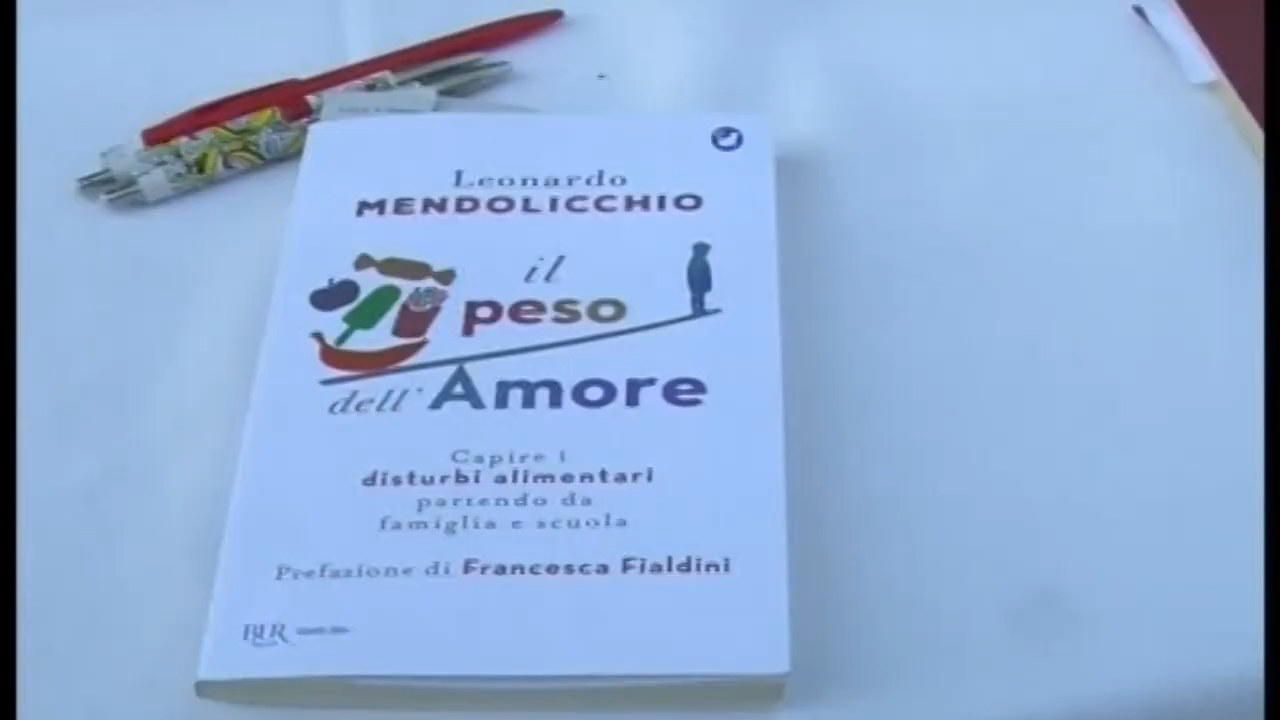 Leonardo
MENDOLICCHIO
il
peso
dell'Amore
Capire i
disturbi alimentari
partendo da
famiglia e scuola
Prefazione di Francesca Fialdini
BUR